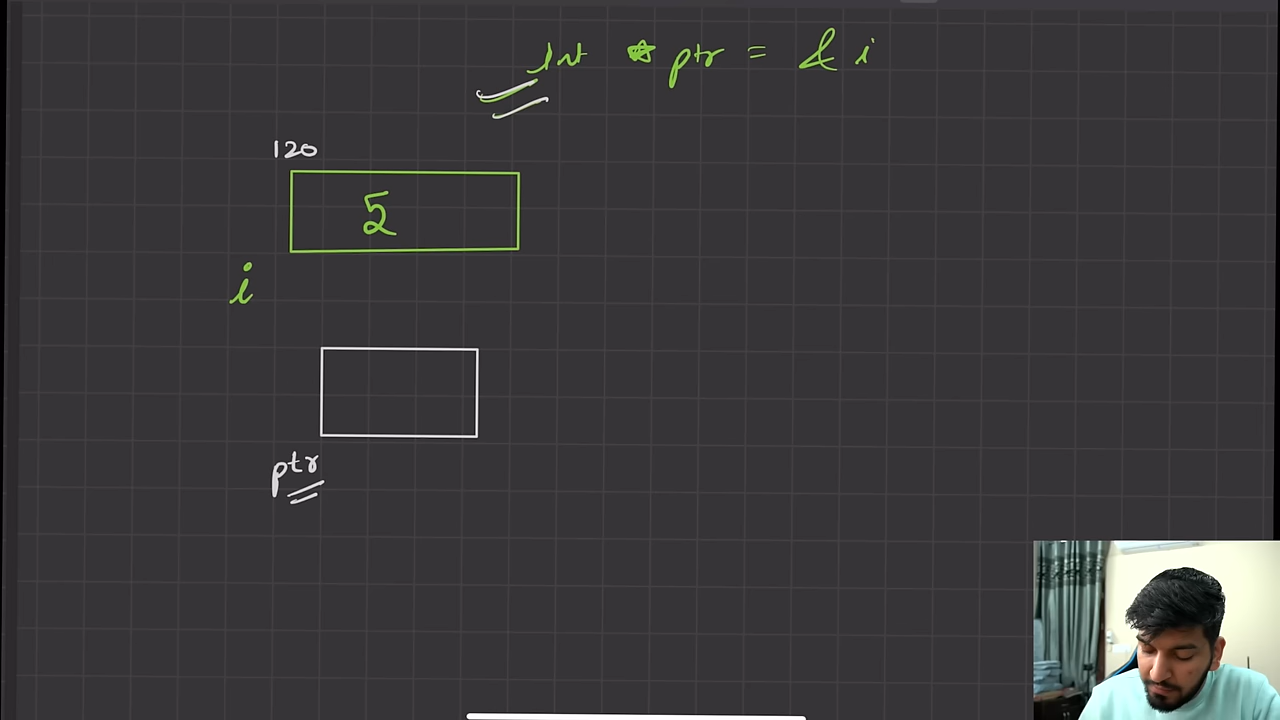 int * ptr = & i
120
5
i
ptr